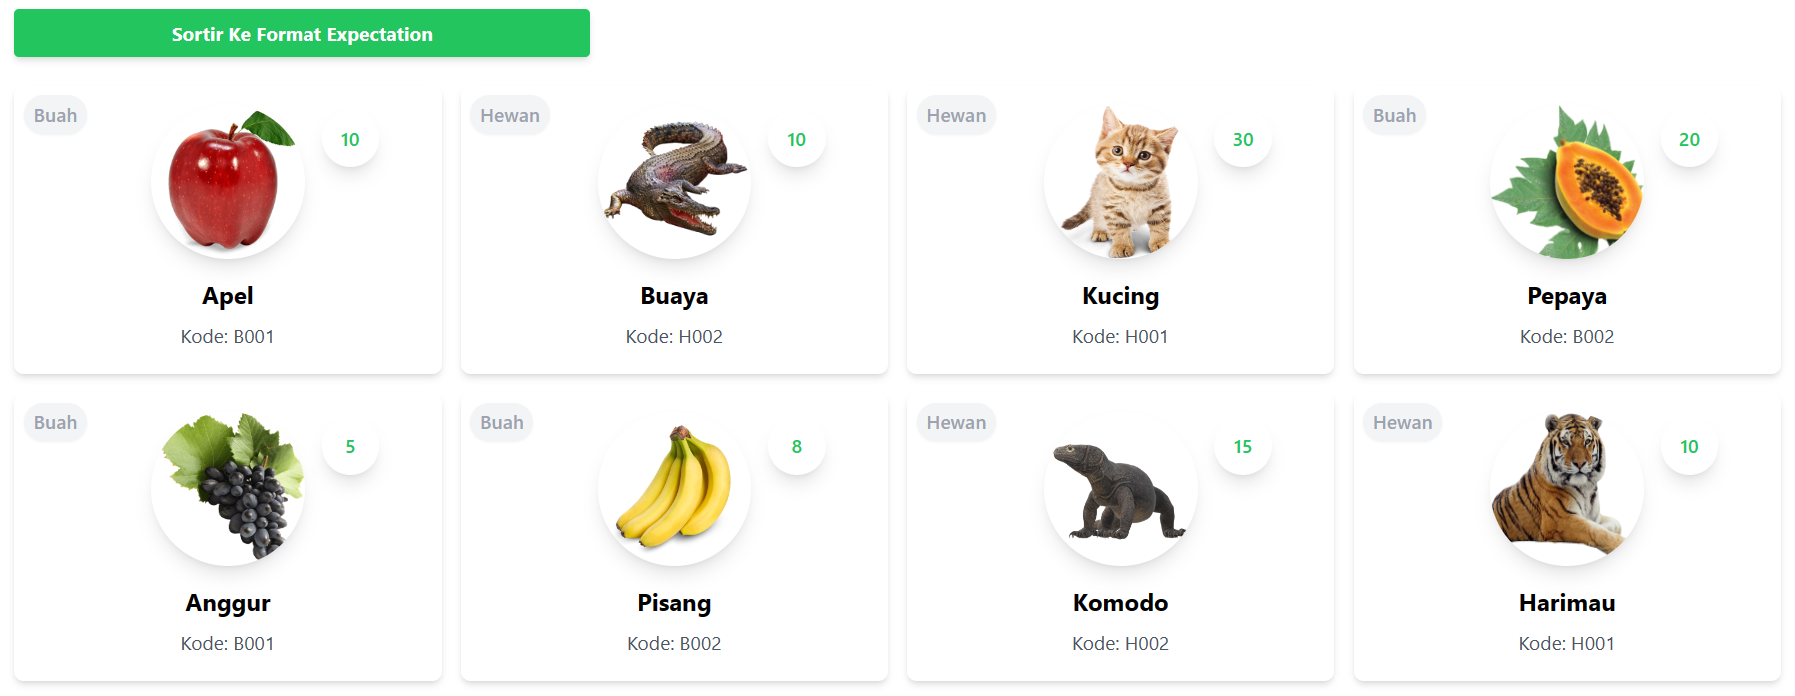 Sortir Ke Format Expectation
Buah
10
Apel
Kode: B001
Hewan
10
Buaya
Kode: H002
Hewan
30
Kucing
Kode: H001
Buah
20
Pepaya
Kode: B002
Buah
5
Anggur
Kode: B001
Buah
8
Pisang
Kode: B002
Hewan
15
Komodo
Kode: H002
Hewan
10
Harimau
Kode: H001